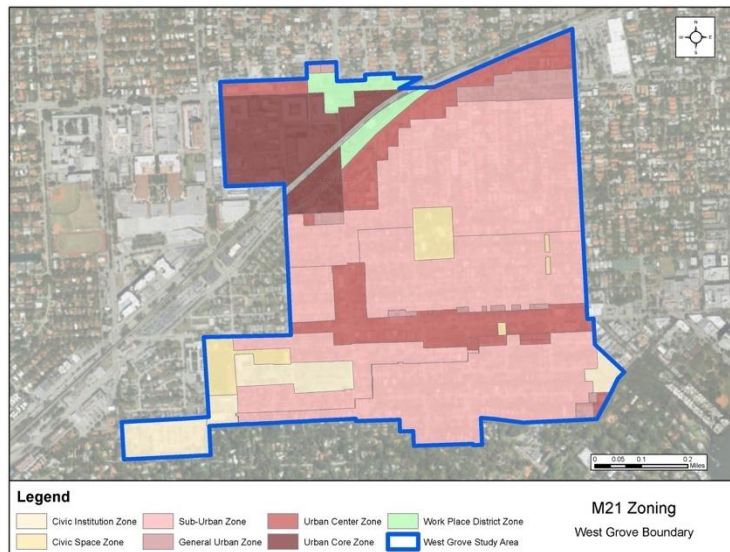 N
W
E
S
0 0.05 0.1 0.2
Miles
Legend
Civic Institution Zone
Sub-Urban Zone
Urban Center Zone
Work Place District Zone
Civic Space Zone
General Urban Zone
Urban Core Zone
West Grove Study Area
M21 Zoning
West Grove Boundary